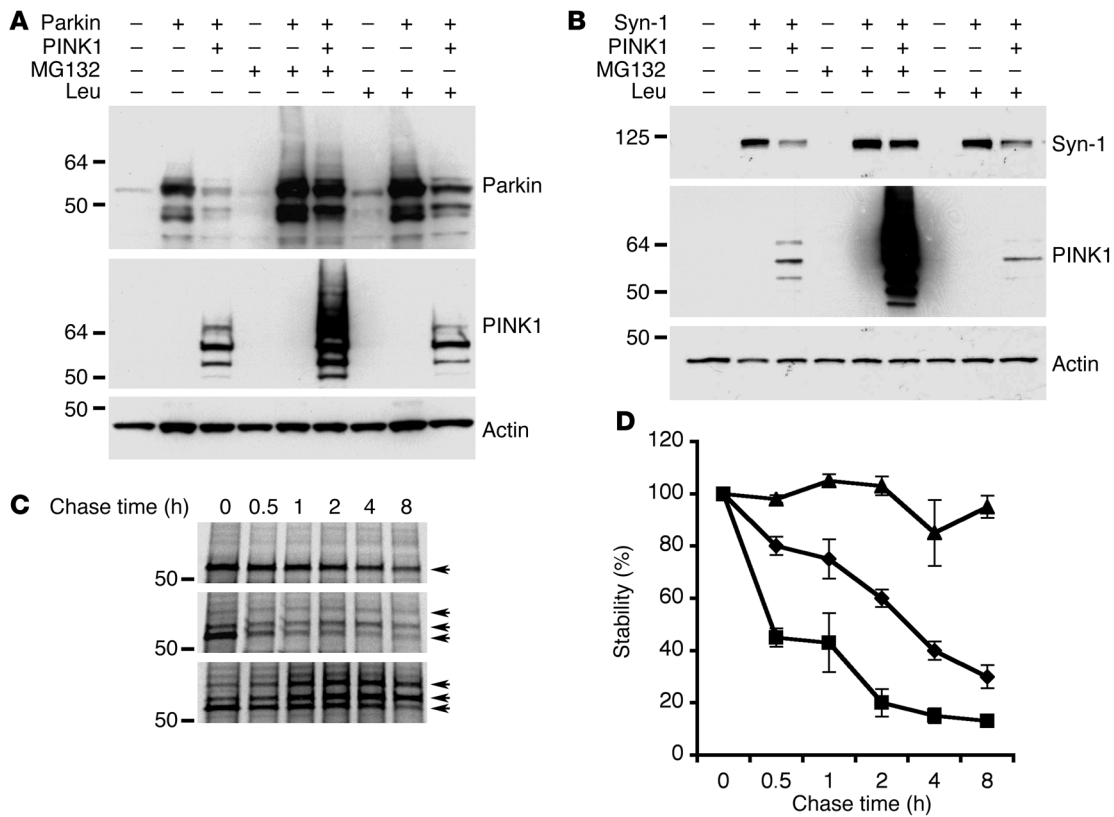 A
Parkin – + + – + + – + +
PINK1 – – + – – + – – +
MG132 – – – + + + – – –
Leu – – – – – – + + +
64
50
Parkin
64
50
PINK1
50
Actin
B
Syn-1 – + + – + + – + +
PINK1 – – + – – + – – +
MG132 – – – + + + – – –
Leu – – – – – – + + +
125
Syn-1
64
50
PINK1
50
Actin
C
Chase time (h) 0 0.5 1 2 4 8
50
50
50
D
120
100
80
60
40
20
0
Stability (%)
0 0.5 1 2 4 8
Chase time (h)